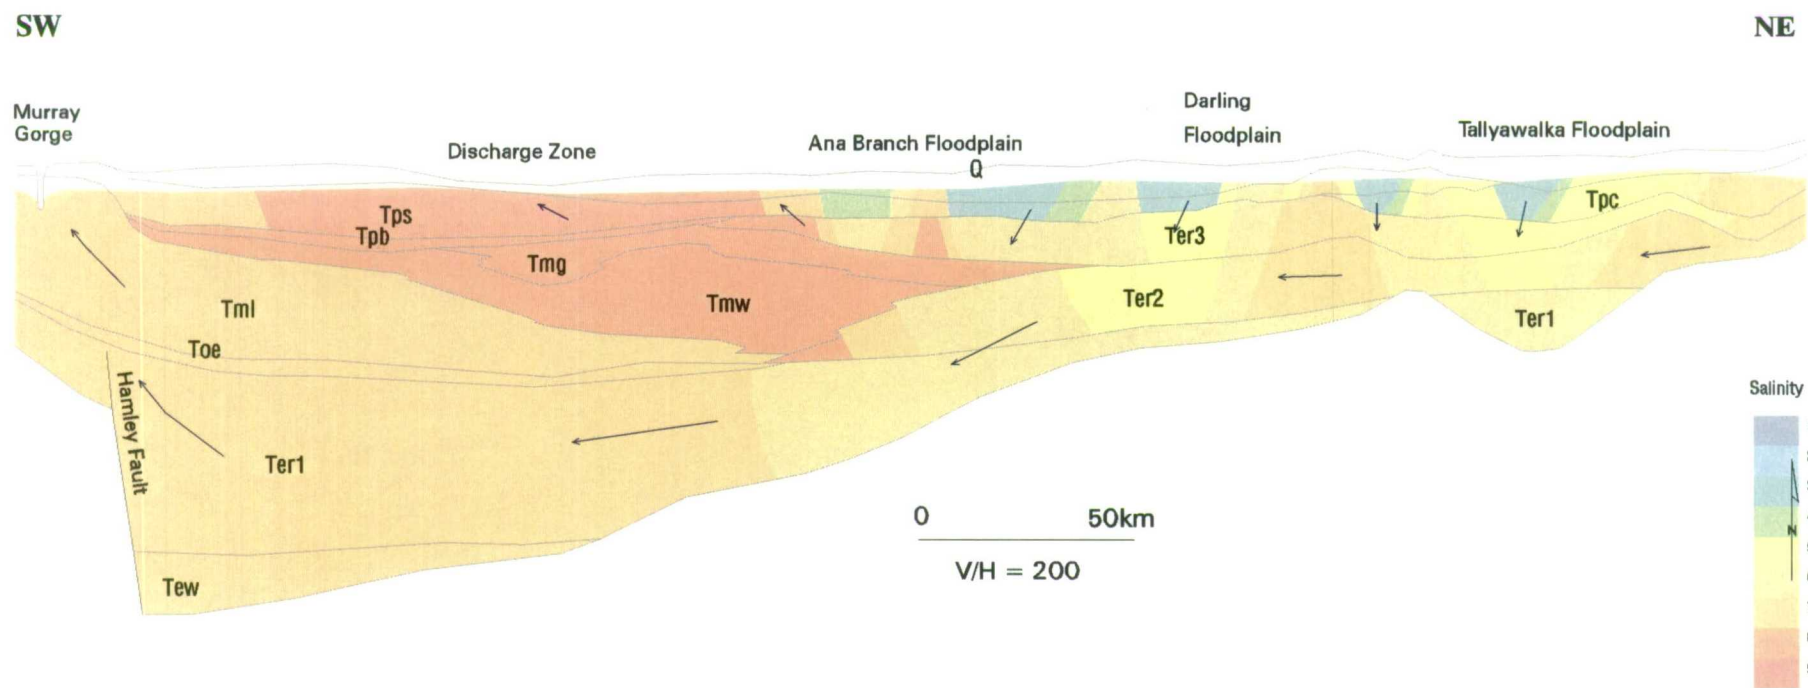 SW
NE
Murray
Gorge
Discharge Zone
Ana Branch Floodplain
Q
Darling
Floodplain
Tallyawalka Floodplain
Tps
Tpb
Tmg
Tml
Toe
Tmw
Ter3
Ter2
Tpc
Ter1
Hamley Fault
Ter1
Tew
0 50km
V/H = 200
Salinity
N